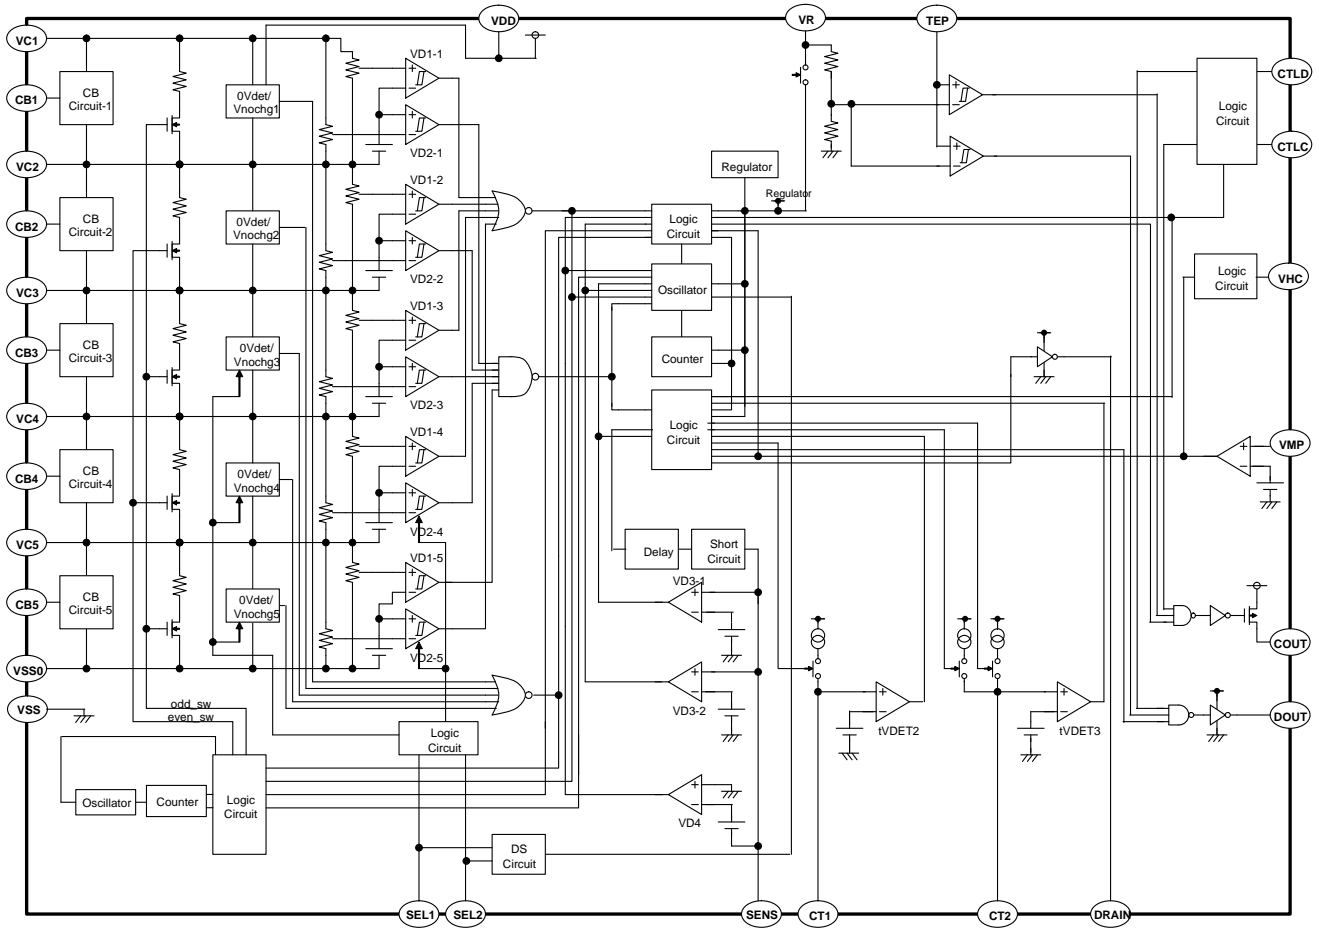 VDD
VR
TEP
VC1
VD1-1
CTLD
CB1
CB
Circuit-1
0Vdet/
Vnochg1
Logic
Circuit
VD2-1
CTLC
VC2
Regulator
VD1-2
Regulator
CB2
CB
Circuit-2
0Vdet/
Vnochg2
Logic
Circuit
VD2-2
Logic
Circuit
VHC
VC3
Oscillator
VD1-3
CB3
CB
Circuit-3
0Vdet/
Vnochg3
Counter
VD2-3
VC4
VD1-4
Logic
Circuit
VMP
CB4
CB
Circuit-4
0Vdet/
Vnochg4
VD2-4
VC5
Delay
Short
Circuit
VD1-5
VD3-1
CB5
CB
Circuit-5
0Vdet/
Vnochg5
COUT
VD2-5
VSS0
VSS
odd_sw
even_sw
VD3-2
DOUT
Logic
Circuit
tVDET2
tVDET3
Oscillator
Counter
Logic
Circuit
VD4
DS
Circuit
SEL1
SEL2
SENS
CT1
CT2
DRAIN